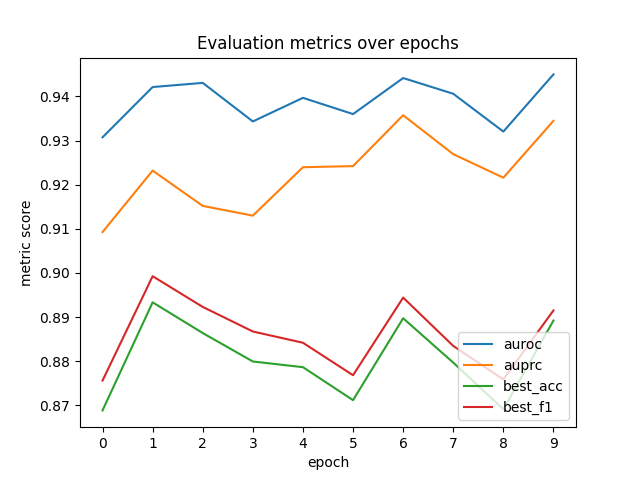 Evaluation metrics over epochs
metric score
0.94
0.93
0.92
0.91
0.90
0.89
0.88
0.87
auroc
auprc
best_acc
best_f1
0 1 2 3 4 5 6 7 8 9
epoch